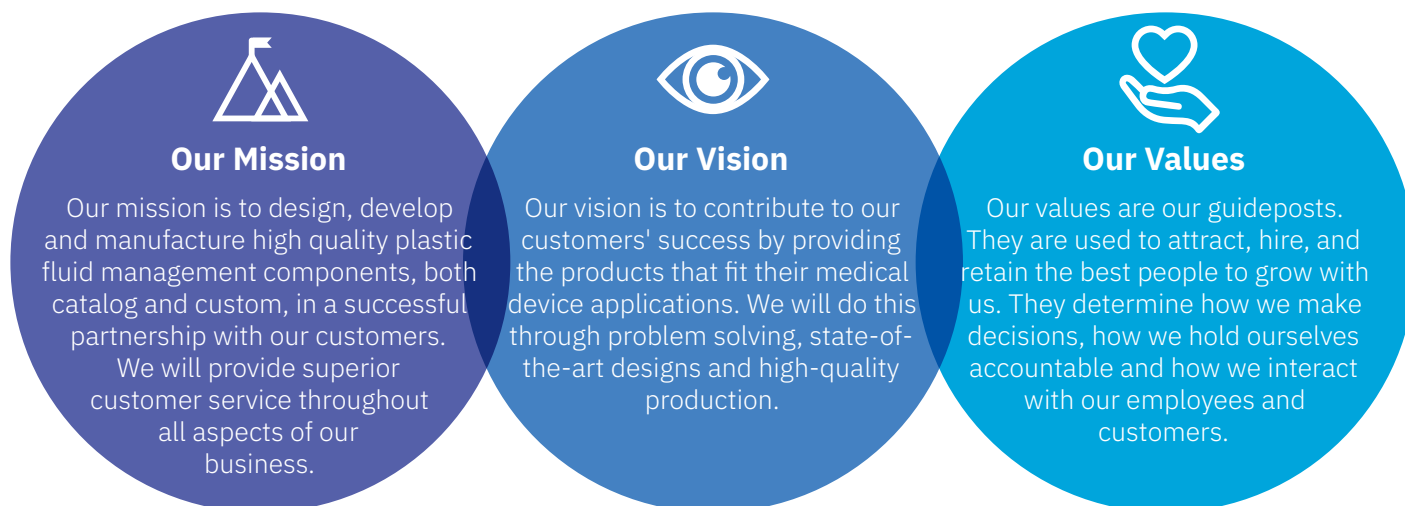 Our Mission
Our mission is to design, develop
and manufacture high quality plastic
fluid management components, both
catalog and custom, in a successful
partnership with our customers.
We will provide superior
customer service throughout
all aspects of our
business.
Our Vision
Our vision is to contribute to our
customers' success by providing
the products that fit their medical
device applications. We will do this
through problem solving, state-of-
the-art designs and high-quality
production.
Our Values
Our values are our guideposts.
They are used to attract, hire, and
retain the best people to grow with
us. They determine how we make
decisions, how we hold ourselves
accountable and how we interact
with our employees and
customers.